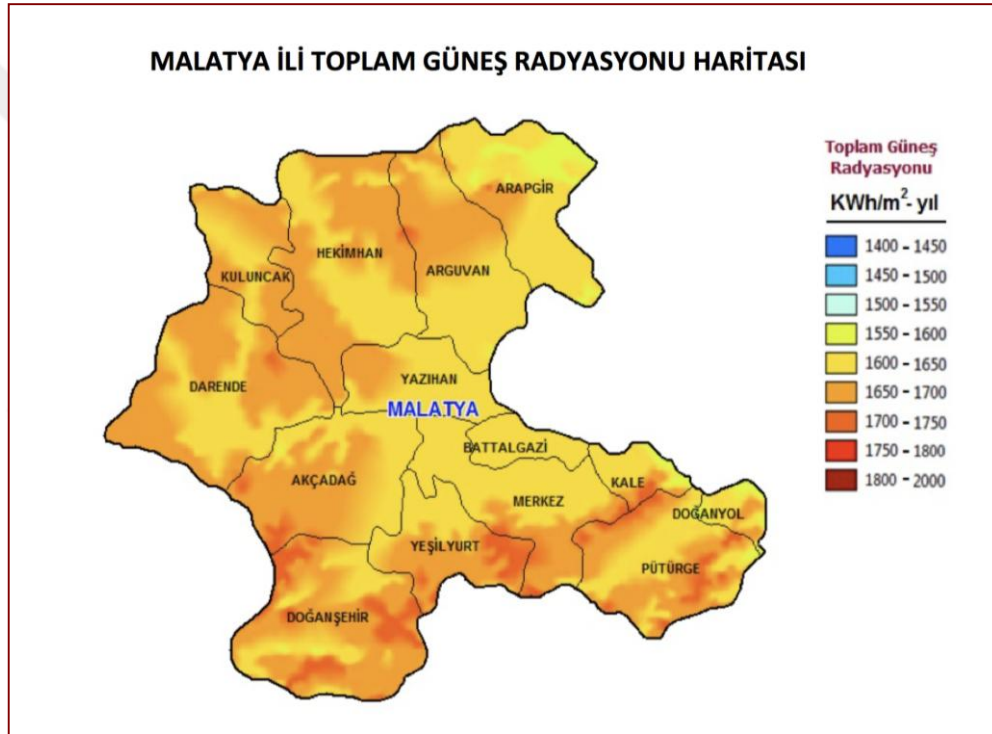 MALATYA İLİ TOPLAM GÜNEŞ RADYASYONU HARİTASI
Toplam Güneş
Radyasyonu
KWh/m²- yıl
1400 - 1450
1450 - 1500
1500 - 1550
1550 - 1600
1600 - 1650
1650 - 1700
1700 - 1750
1750 - 1800
1800 - 2000
ARAPGİR
HEKİMHAN
ARGUVAN
KULUNCAK
DARENDE
YAZIHAN
MALATYA
BATTALGAZİ
AKÇADAĞ
KALE
MERKEZ
DOĞANYOL
YEŞİLYURT
PÜTÜRGE
DOĞANŞEHİR